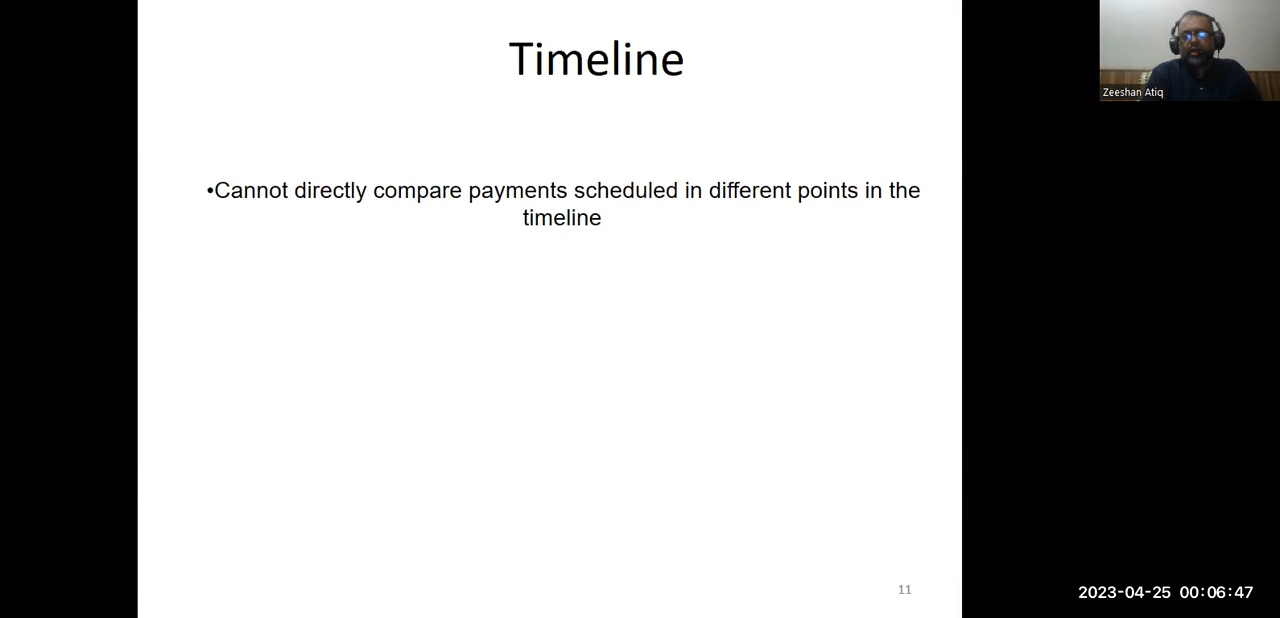 Timeline
•Cannot directly compare payments scheduled in different points in the
timeline
11
Zeeshan Atiq
2023-04-25 00:06:47